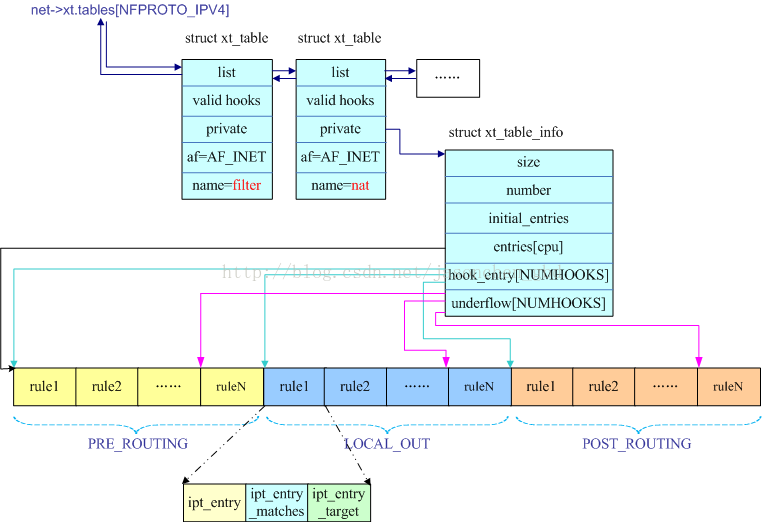 net->xt.tables[NFPROTO_IPV4]
struct xt_table
struct xt_table
list
list
······
valid hooks
valid hooks
private
private
struct xt_table_info
af=AF_INET
af=AF_INET
size
name=filter
name=nat
number
initial_entries
entries[cpu]
hook_entry[NUMHOOKS]
underflow[NUMHOOKS]
http://blog.csdn.net/
rule1
rule2
······
ruleN
rule1
rule2
······
ruleN
rule1
rule2
······
ruleN
PRE_ROUTING
LOCAL_OUT
POST_ROUTING
ipt_entry
ipt_entry
_matches
ipt_entry
_target